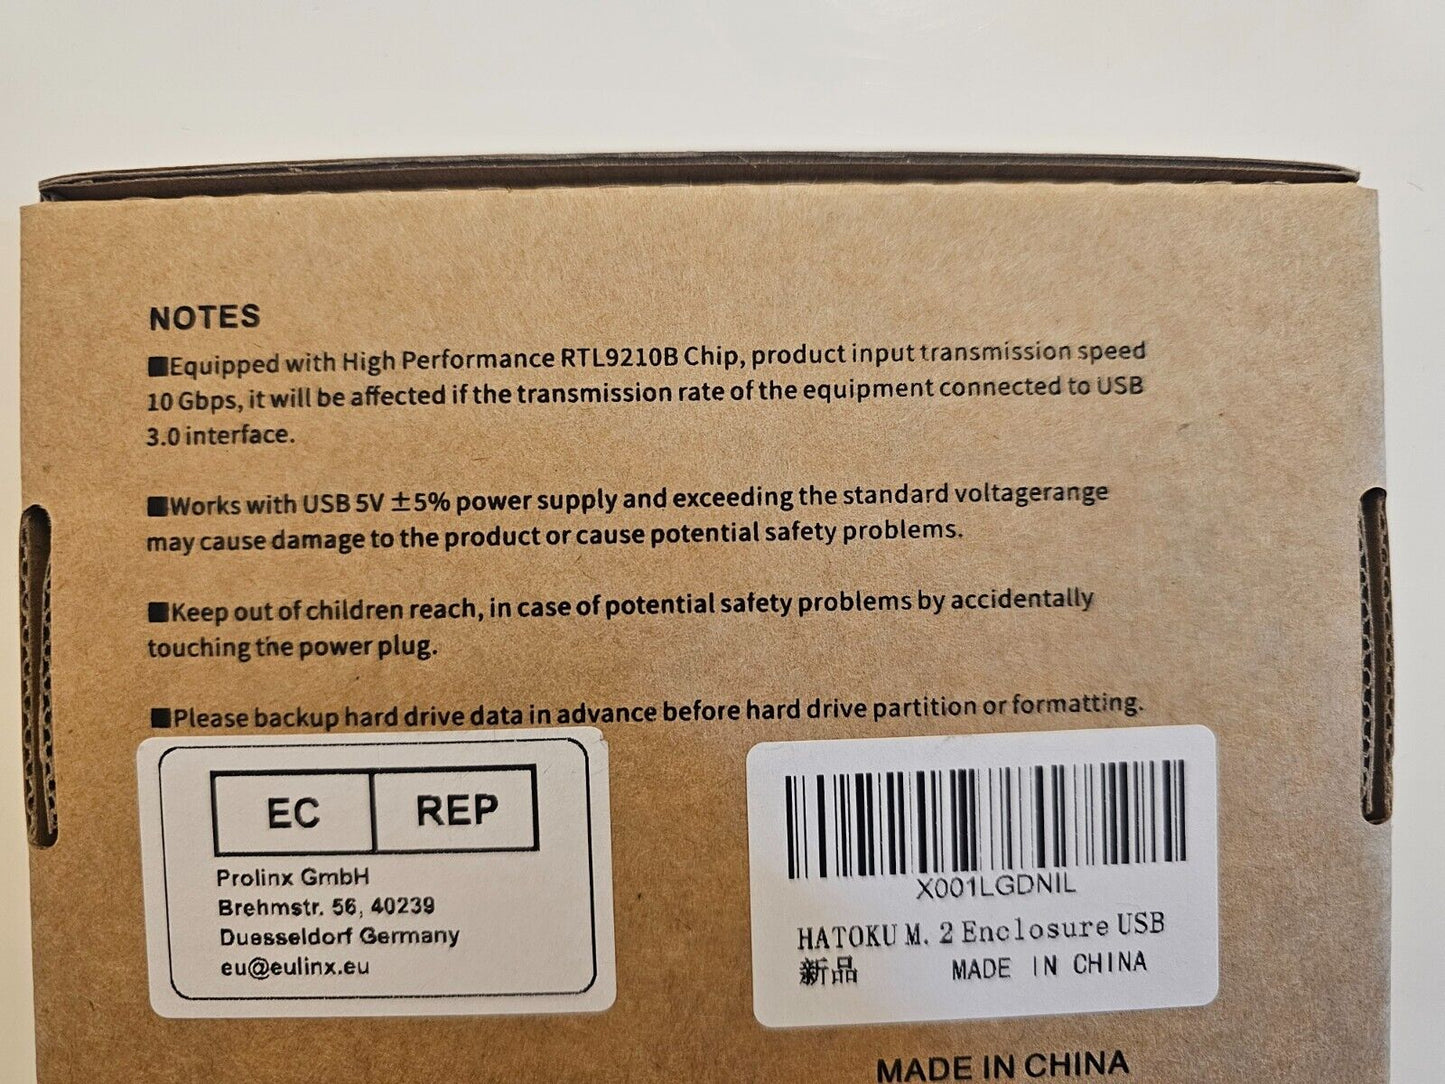 NOTES
■Equipped with High Performance RTL9210B Chip, product input transmission speed
10 Gbps, it will be affected if the transmission rate of the equipment connected to USB
3.0 interface.
■Works with USB 5V ±5% power supply and exceeding the standard voltagerange
may cause damage to the product or cause potential safety problems.
■Keep out of children reach, in case of potential safety problems by accidentally
touching the power plug.
■Please backup hard drive data in advance before hard drive partition or formatting.
EC REP
Prolinx GmbH
Brehmstr. 56, 40239
Duesseldorf Germany
eu@eulinx.eu
X001LGDNIL
HATOKU M. 2 Enclosure USB
新品 MADE IN CHINA
MADE IN CHINA